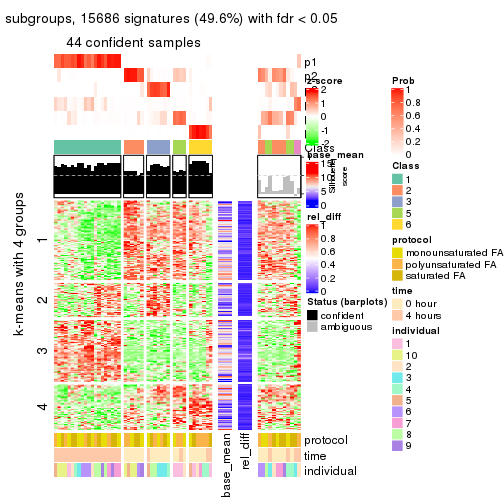 subgroups, 15686 signatures (49.6%) with fdr < 0.05
44 confident samples
p1
p2
Class
z-score
2
1
0
-1
-2
base_mean
15
10
5
0
silhouette
score
rel_diff
1
0.8
0.6
0.4
0.2
0
Status (barplots)
confident
ambiguous
Prob
1
0.8
0.6
0.4
0.2
0
Class
1
2
3
5
6
protocol
monounsaturated FA
polyunsaturated FA
saturated FA
time
0 hour
4 hours
individual
1
10
2
3
4
5
6
7
8
9
k-means with 4 groups
1
2
3
4
protocol
time
individual
base_mean
rel_diff